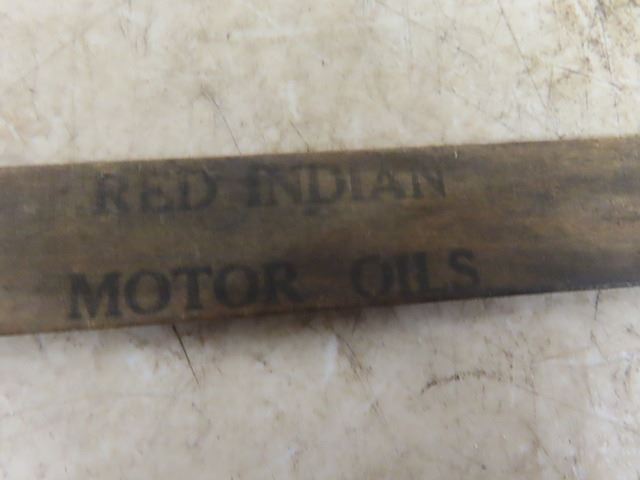 RED INDIAN
MOTOR OILS